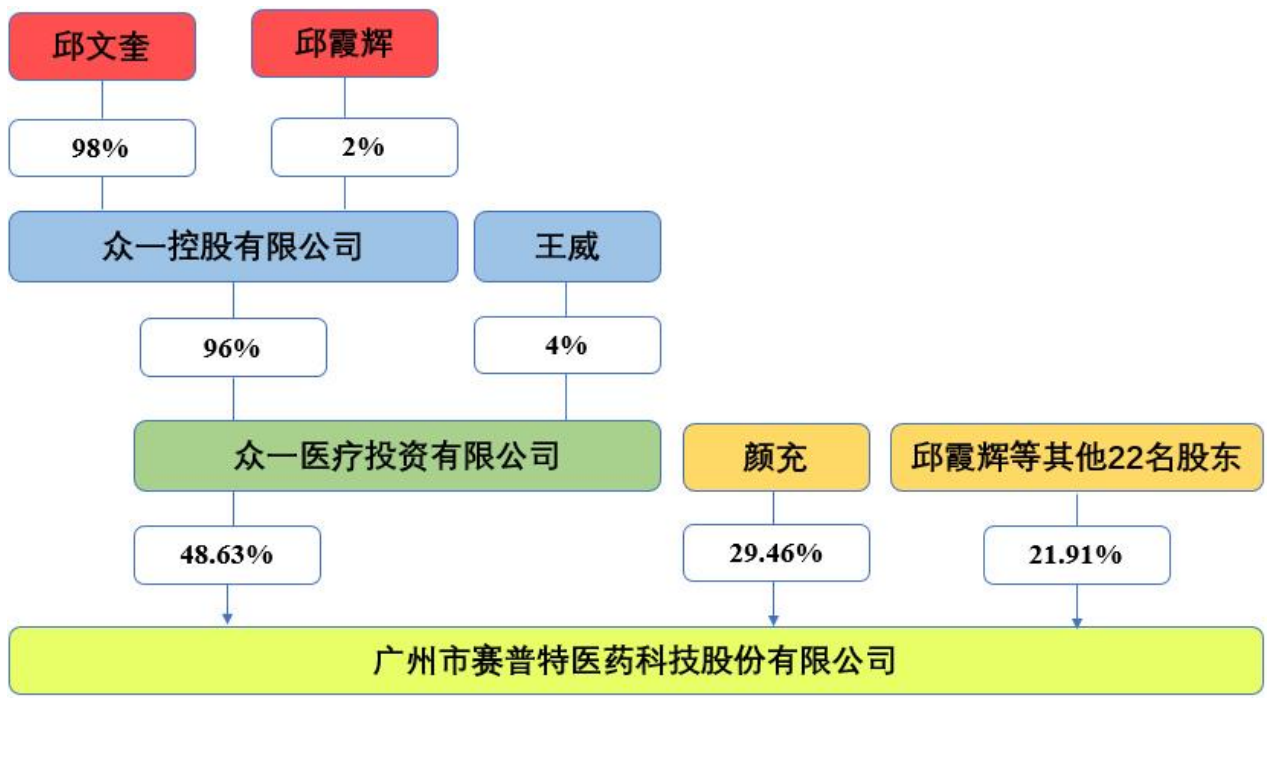 邱文奎
邱霞辉
98%
2%
众一控股有限公司
王威
96%
4%
众一医疗投资有限公司
颜充
邱霞辉等其他22名股东
48.63%
29.46%
21.91%
广州市赛普特医药科技股份有限公司